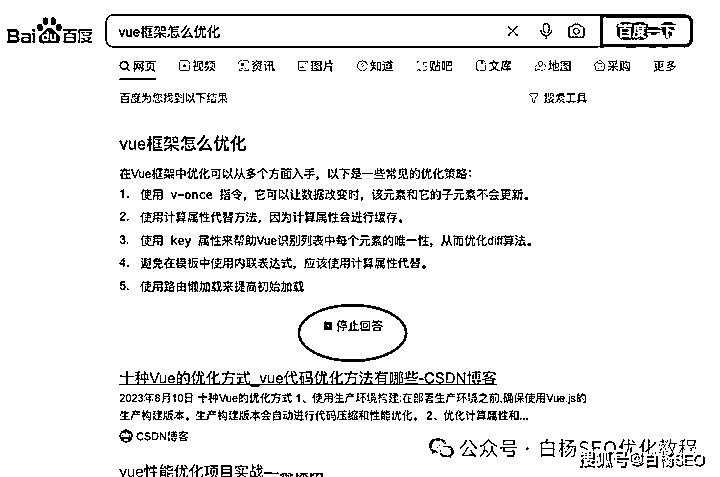 Bai du 百度
vue框架怎么优化
百度一下
网页 视频 资讯 图片 知道 贴吧 文库 地图 采购 更多
百度为您找到以下结果
搜索工具
vue框架怎么优化
在Vue框架中优化可以从多个方面入手，以下是一些常见的优化策略：
1. 使用 v-once 指令，它可以让数据改变时，该元素和它的子元素不会更新。
2. 使用计算属性代替方法，因为计算属性会进行缓存。
3. 使用 key 属性来帮助Vue识别列表中每个元素的唯一性，从而优化diff算法。
4. 避免在模板中使用内联表达式，应该使用计算属性代替。
5. 使用路由懒加载来提高初始加载
停止回答
十种Vue的优化方式_vue代码优化方法有哪些-CSDN博客
2023年8月10日 十种Vue的优化方式 1、使用生产环境构建:在部署生产环境之前,确保使用Vue.js的
生产构建版本。生产构建版本会自动进行代码压缩和性能优化。 2、优化计算属性和...
CSDN博客
公众号 · 白杨SEO优化教程
搜狐号@白杨SEO
vue性能优化项目实战